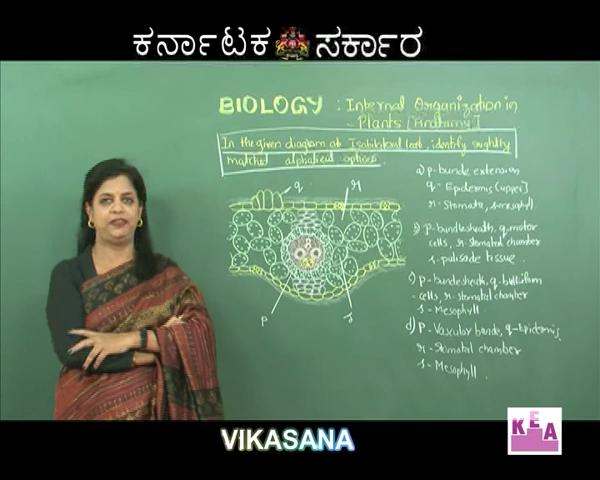 ಕರ್ನಾಟಕ ಸರ್ಕಾರ
BIOLOGY : Internal Organization in
Plants [Anatomy]
In the given diagram of Isobilateral leaf, identify rightly
matched alphabetical options.
q
r
p
s
a) p- bundle extension
q- Epidermis [upper]
r- Stomata, s- mesophyll
b) p- bundlesheath, q. motor
cells, r- stomatal chamber
s- palisade tissue
c) p- bundlesheath, q- bulliform
cells, r- stomatal chamber
s- Mesophyll
d) p- Vascular bundle, q- Epidermis
r- Stomatal chamber
s- Mesophyll.
VIKASANA
KEA